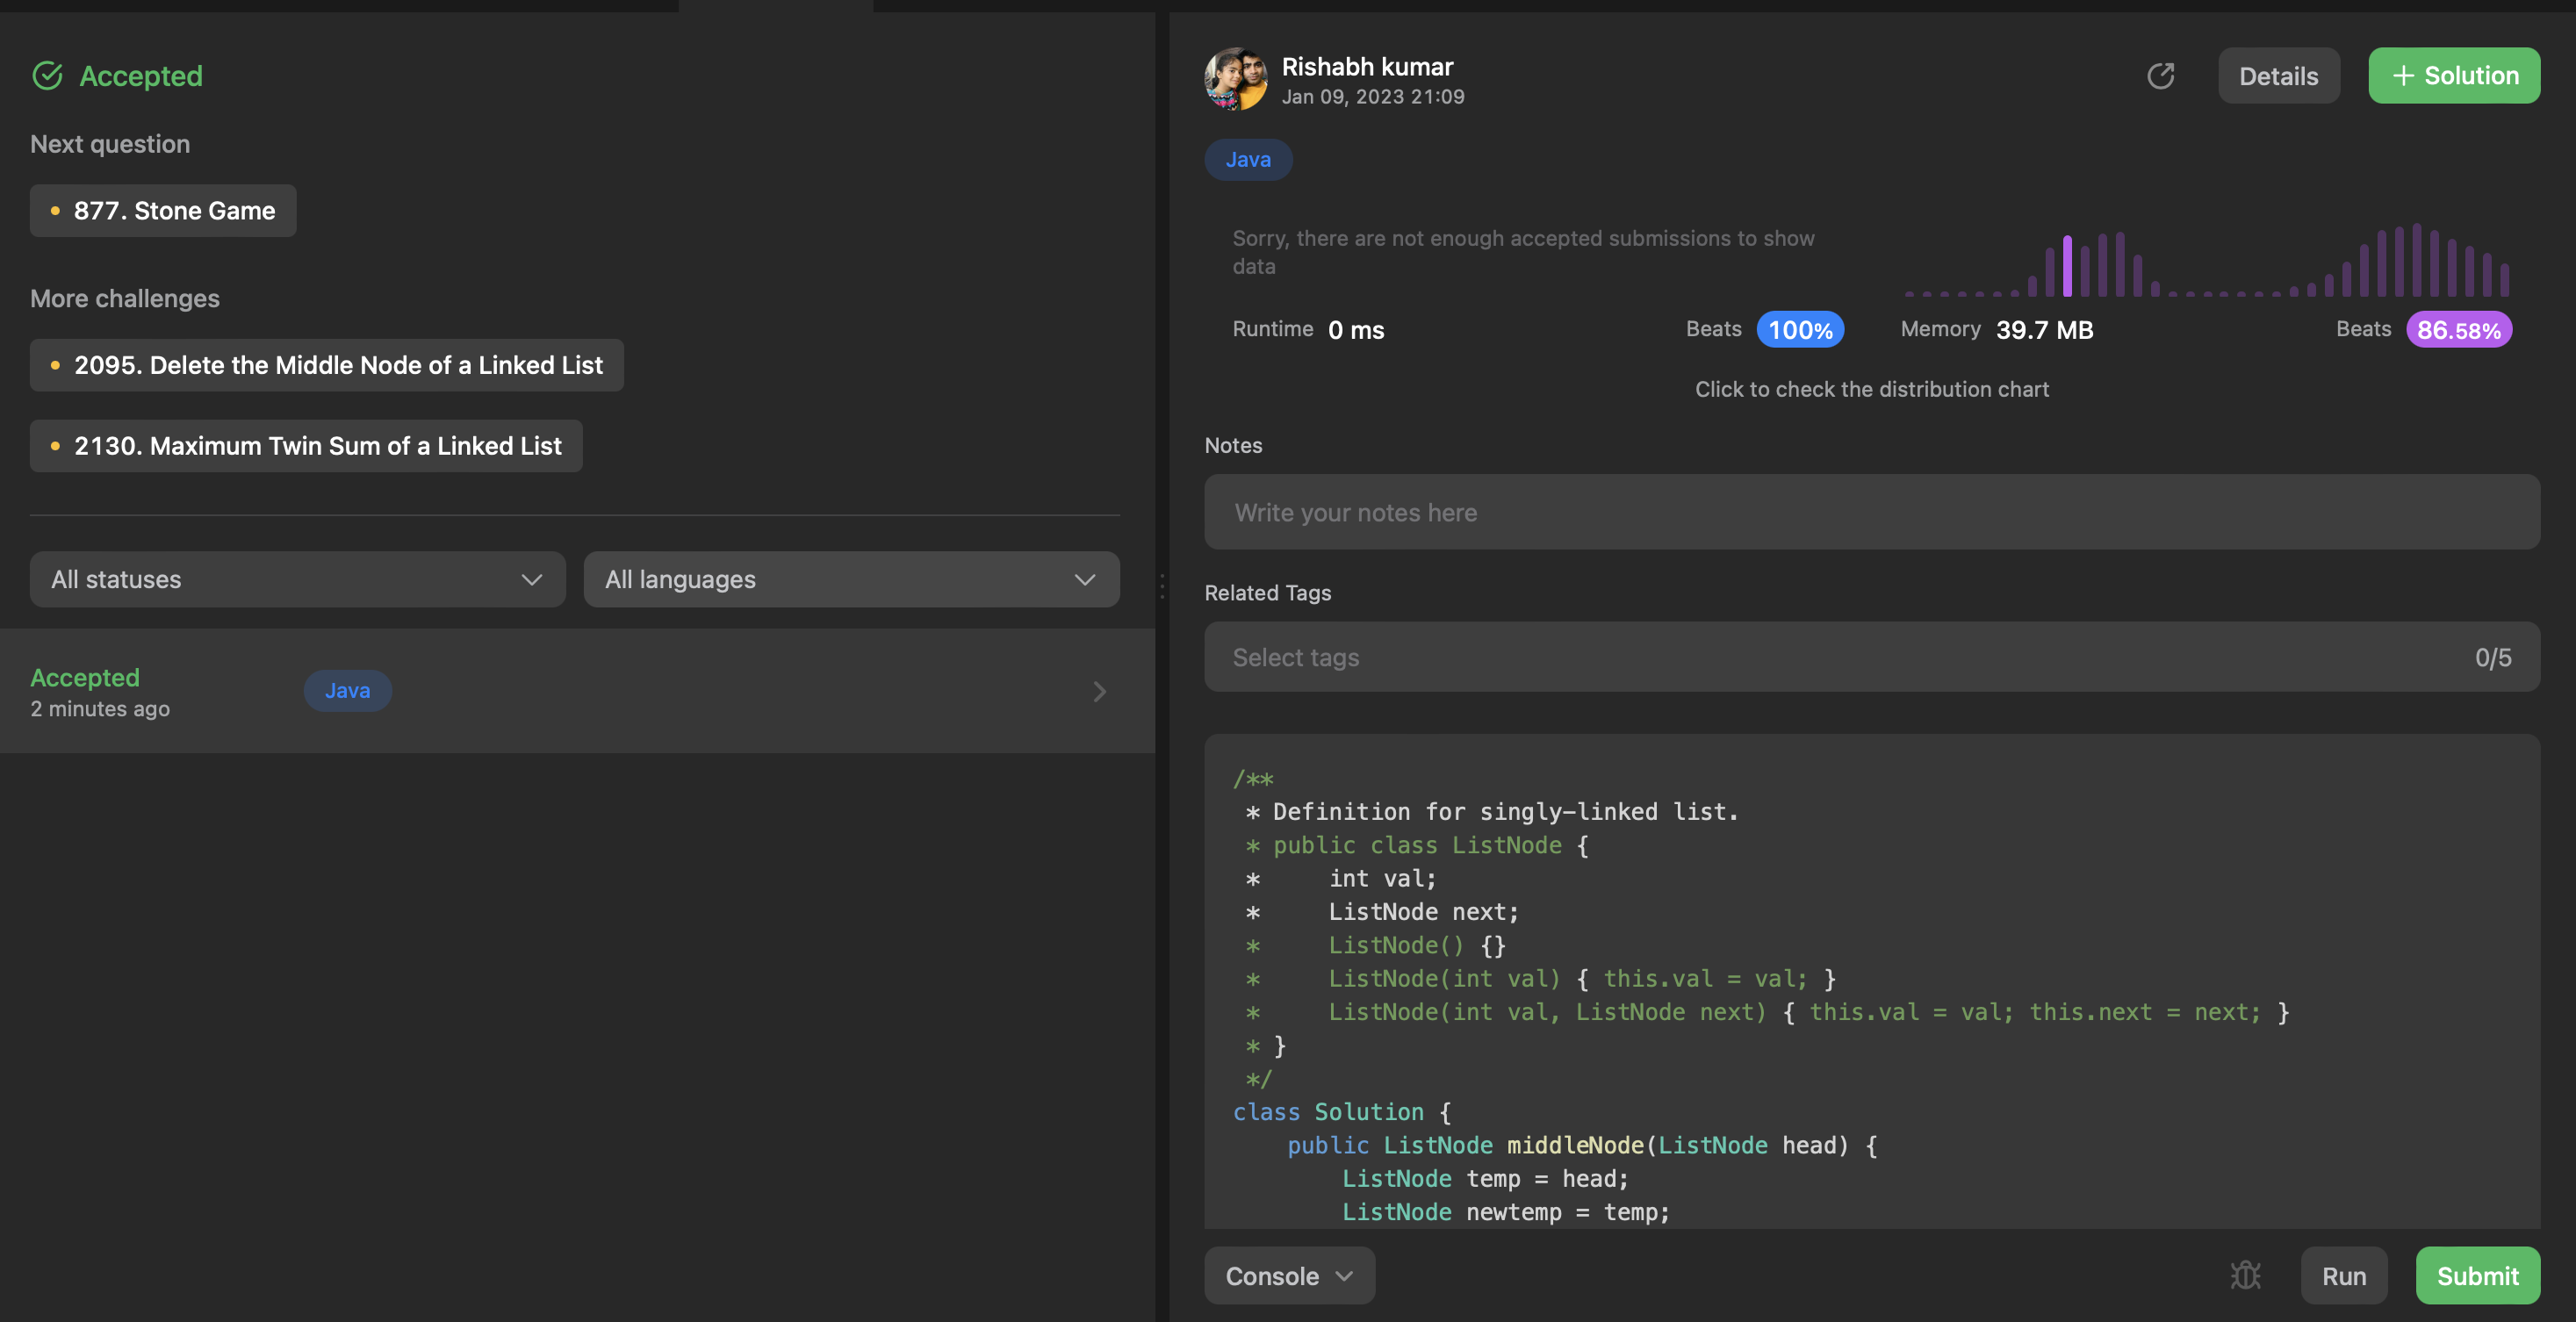 Accepted
Next question
877. Stone Game
More challenges
2095. Delete the Middle Node of a Linked List
2130. Maximum Twin Sum of a Linked List
All statuses
All languages
Accepted
2 minutes ago
Java
Rishabh kumar
Jan 09, 2023 21:09
Details
+ Solution
Java
Sorry, there are not enough accepted submissions to show
data
Runtime 0 ms
Beats 100%
Memory 39.7 MB
Beats 86.58%
Click to check the distribution chart
Notes
Write your notes here
Related Tags
Select tags
0/5
/**
 * Definition for singly-linked list.
 * public class ListNode {
 *     int val;
 *     ListNode next;
 *     ListNode() {}
 *     ListNode(int val) { this.val = val; }
 *     ListNode(int val, ListNode next) { this.val = val; this.next = next; }
 * }
 */
class Solution {
    public ListNode middleNode(ListNode head) {
        ListNode temp = head;
        ListNode newtemp = temp;
Console
Run
Submit